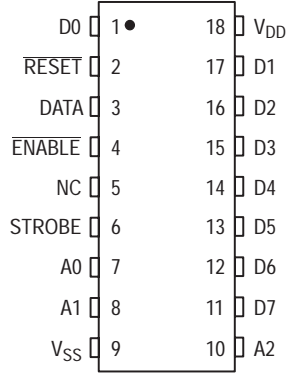 D0 1 18 VDD
RESET 2 17 D1
DATA 3 16 D2
ENABLE 4 15 D3
NC 5 14 D4
STROBE 6 13 D5
A0 7 12 D6
A1 8 11 D7
VSS 9 10 A2